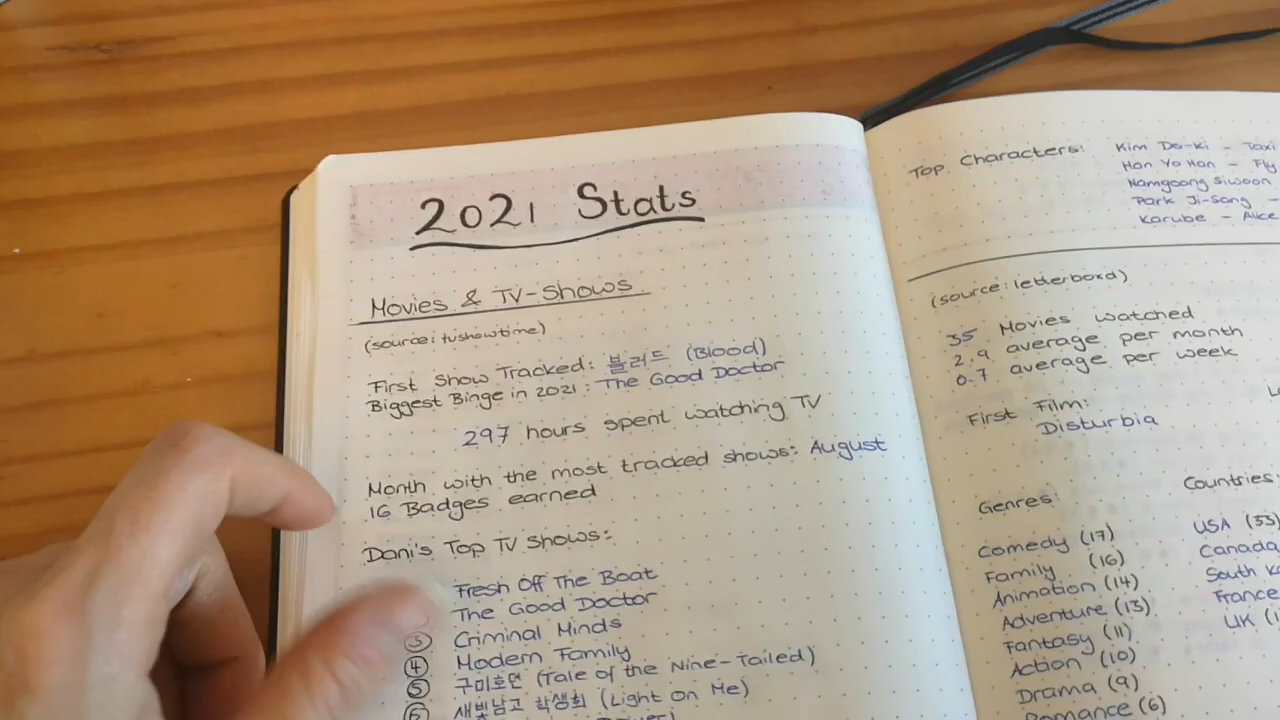 2021 Stats
Movies & TV-Shows
(source: tvshowtime)
First Show Tracked: 블러드 (Blood)
Biggest Binge in 2021: The Good Doctor
297 hours spent watching TV
Month with the most tracked shows: August
16 Badges earned
Dani's Top TV Shows:
Fresh Off The Boat
The Good Doctor
③ Criminal Minds
④ Modern Family
⑤ 구미호뎐 (Tale of the Nine-Tailed)
⑥ 새빛남고 학생회 (Light on Me)
Top Characters: Kim Do-Ki - Taxi
Han Yo Han - Fly
Namgoong Siwoon
Park Ji-Sang -
Karube - Alice
(source: letterboxd)
35 Movies watched
2.9 average per month
0.7 average per week
First Film:
Disturbia
Genres:
Comedy (17)
Family (16)
Animation (14)
Adventure (13)
Fantasy (11)
Action (10)
Drama (9)
Romance (6)
Countries
USA (33)
Canada
South
France
UK